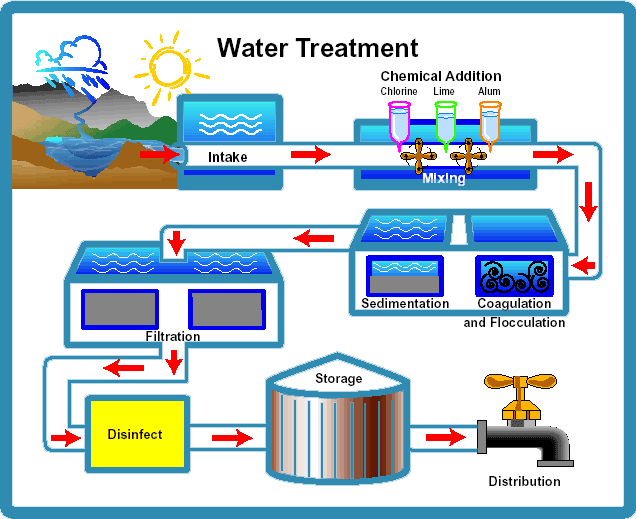 Water Treatment
Chemical Addition
Chlorine Lime Alum
Intake
Mixing
Sedimentation
Coagulation
and Flocculation
Filtration
Disinfect
Storage
Distribution